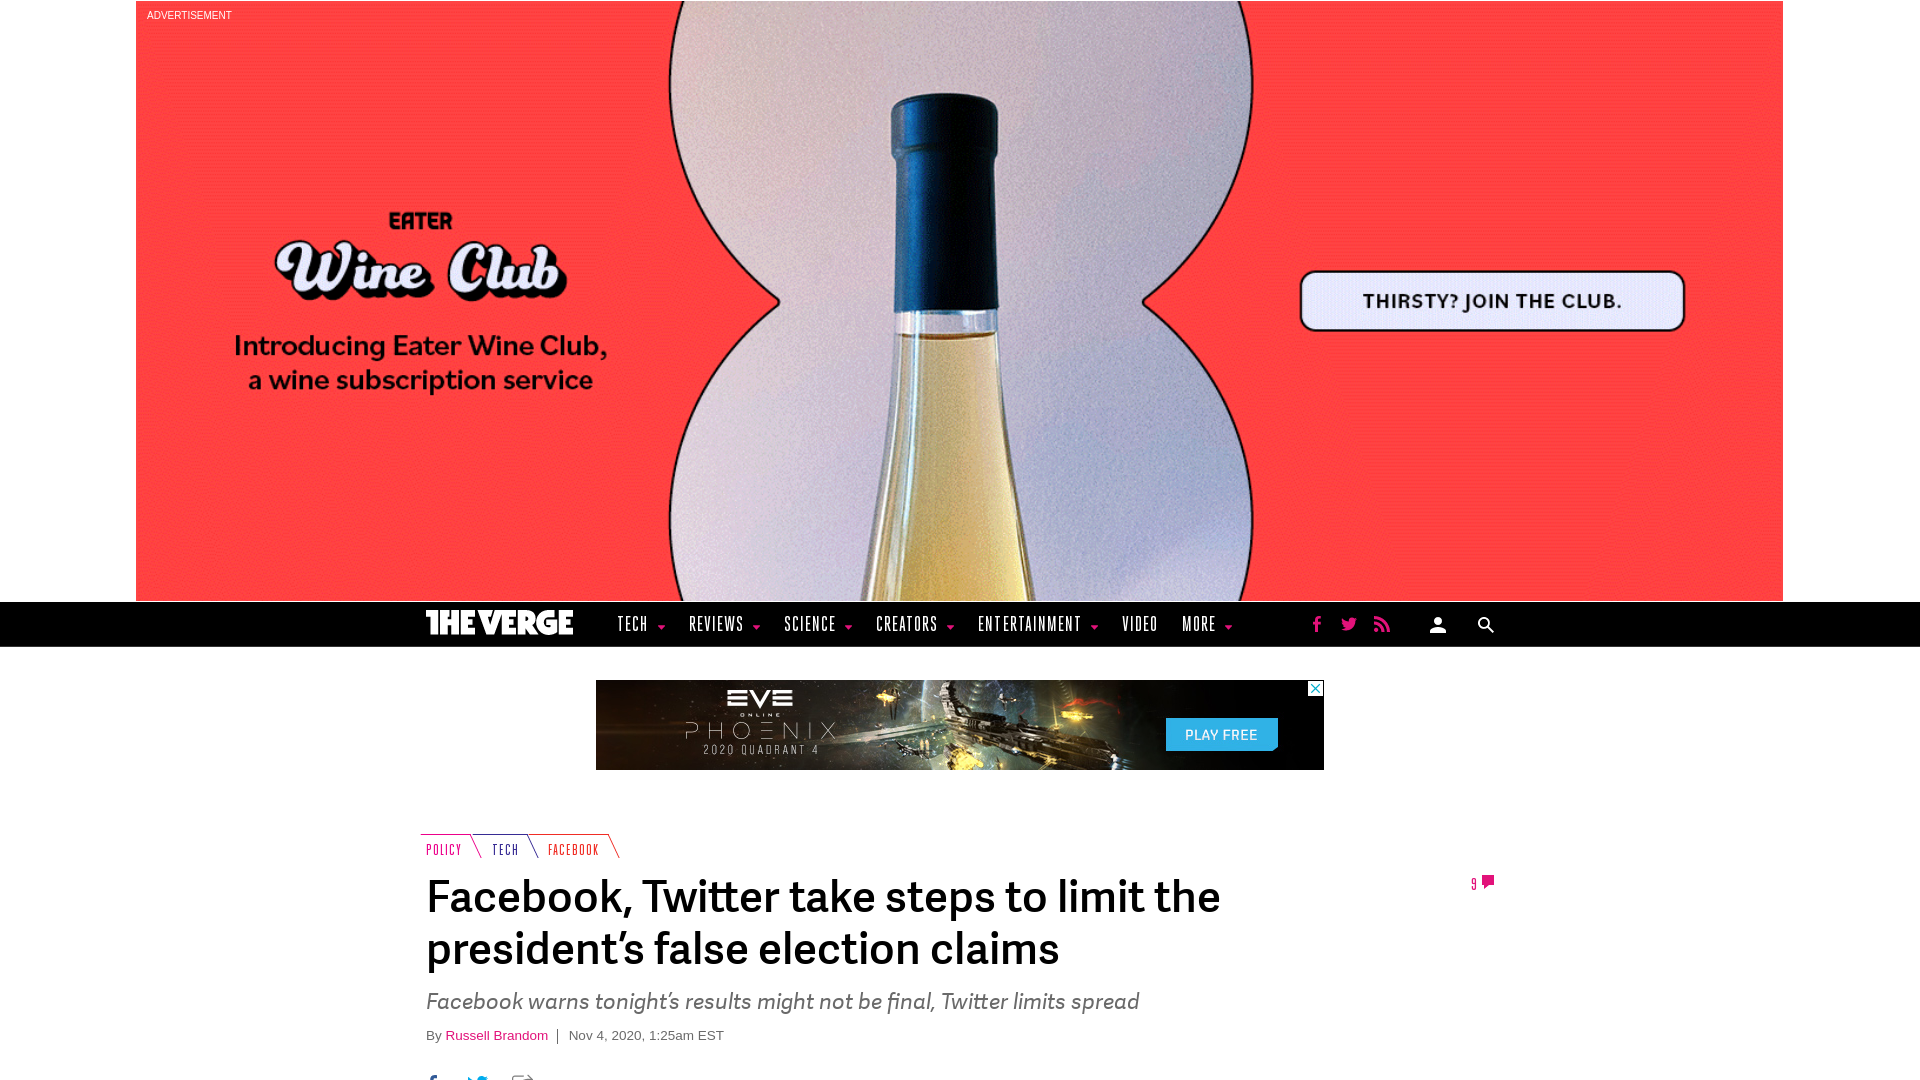 ADVERTISEMENT
EATER
Wine Club
Introducing Eater Wine Club,
a wine subscription service
THIRSTY? JOIN THE CLUB.
THE VERGE
TECH
REVIEWS
SCIENCE
CREATORS
ENTERTAINMENT
VIDEO
MORE
EVE
ONLINE
PHOENIX
2020 QUADRANT 4
PLAY FREE
POLICY
TECH
FACEBOOK
Facebook, Twitter take steps to limit the
president’s false election claims
9
Facebook warns tonight’s results might not be final, Twitter limits spread
By Russell Brandom | Nov 4, 2020, 1:25am EST